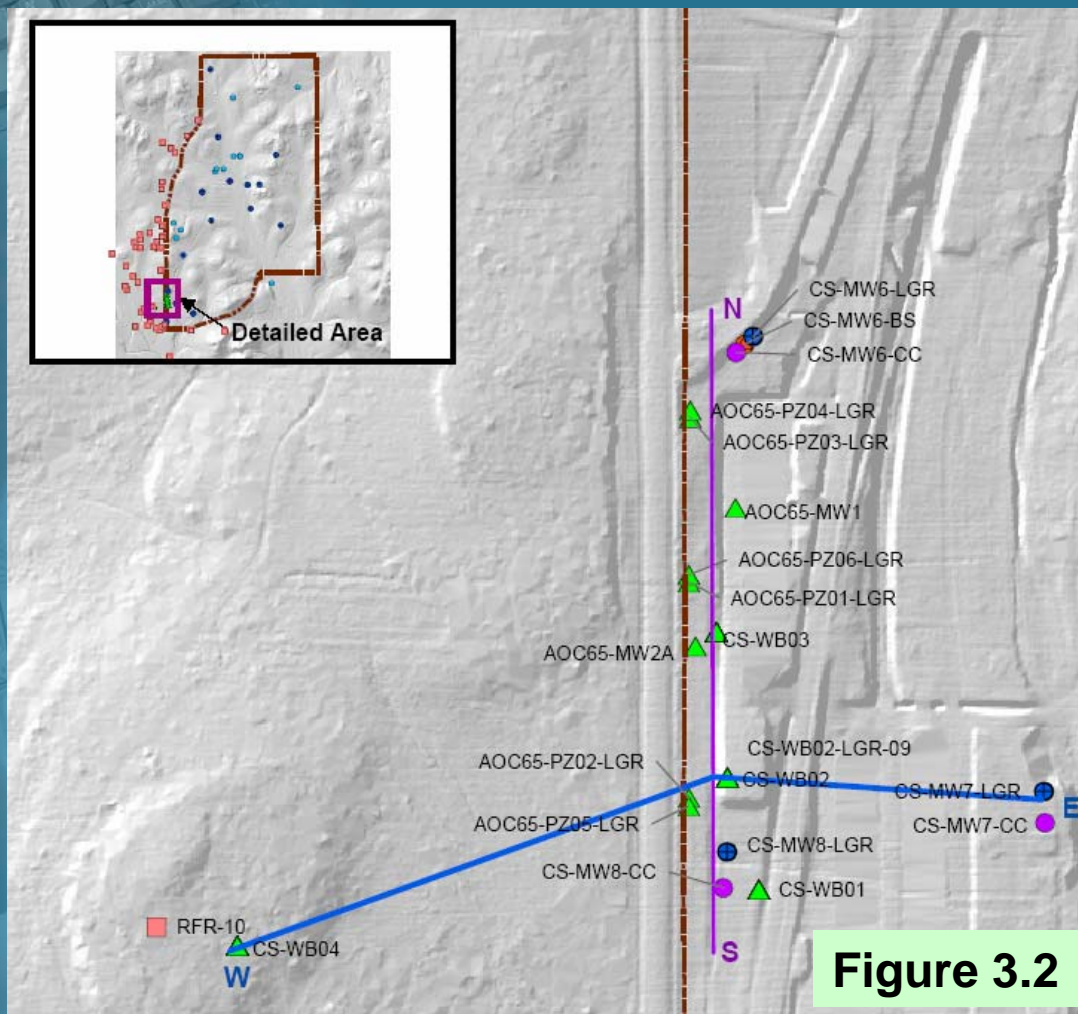 Detailed Area
N
CS-MW6-LGR
CS-MW6-BS
CS-MW6-CC
AOC65-PZ04-LGR
AOC65-PZ03-LGR
AOC65-MW1
AOC65-PZ06-LGR
AOC65-PZ01-LGR
CS-WB03
AOC65-MW2A
CS-WB02-LGR-09
AOC65-PZ02-LGR
CS-WB02
CS-MW7-LGR
E
AOC65-PZ05-LGR
CS-MW7-CC
CS-MW8-LGR
CS-MW8-CC
CS-WB01
RFR-10
CS-WB04
W
S
Figure 3.2